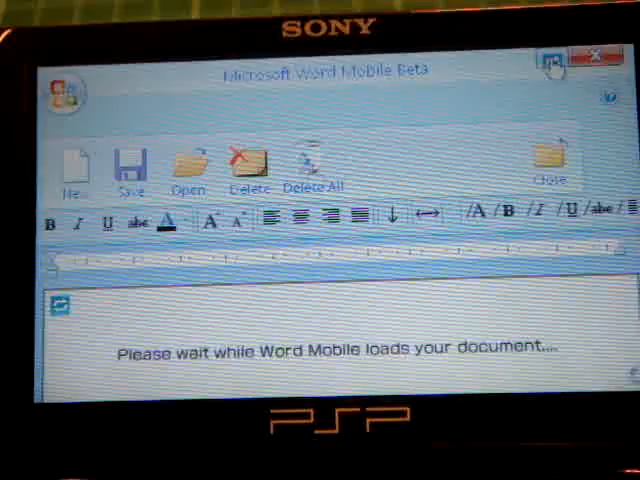 SONY
Microsoft Word Mobile Beta
New
Save
Open
Delete
Delete All
Close
B I U abc A A A /A /B /I /U /abc /
Please wait while Word Mobile loads your document....
PSP